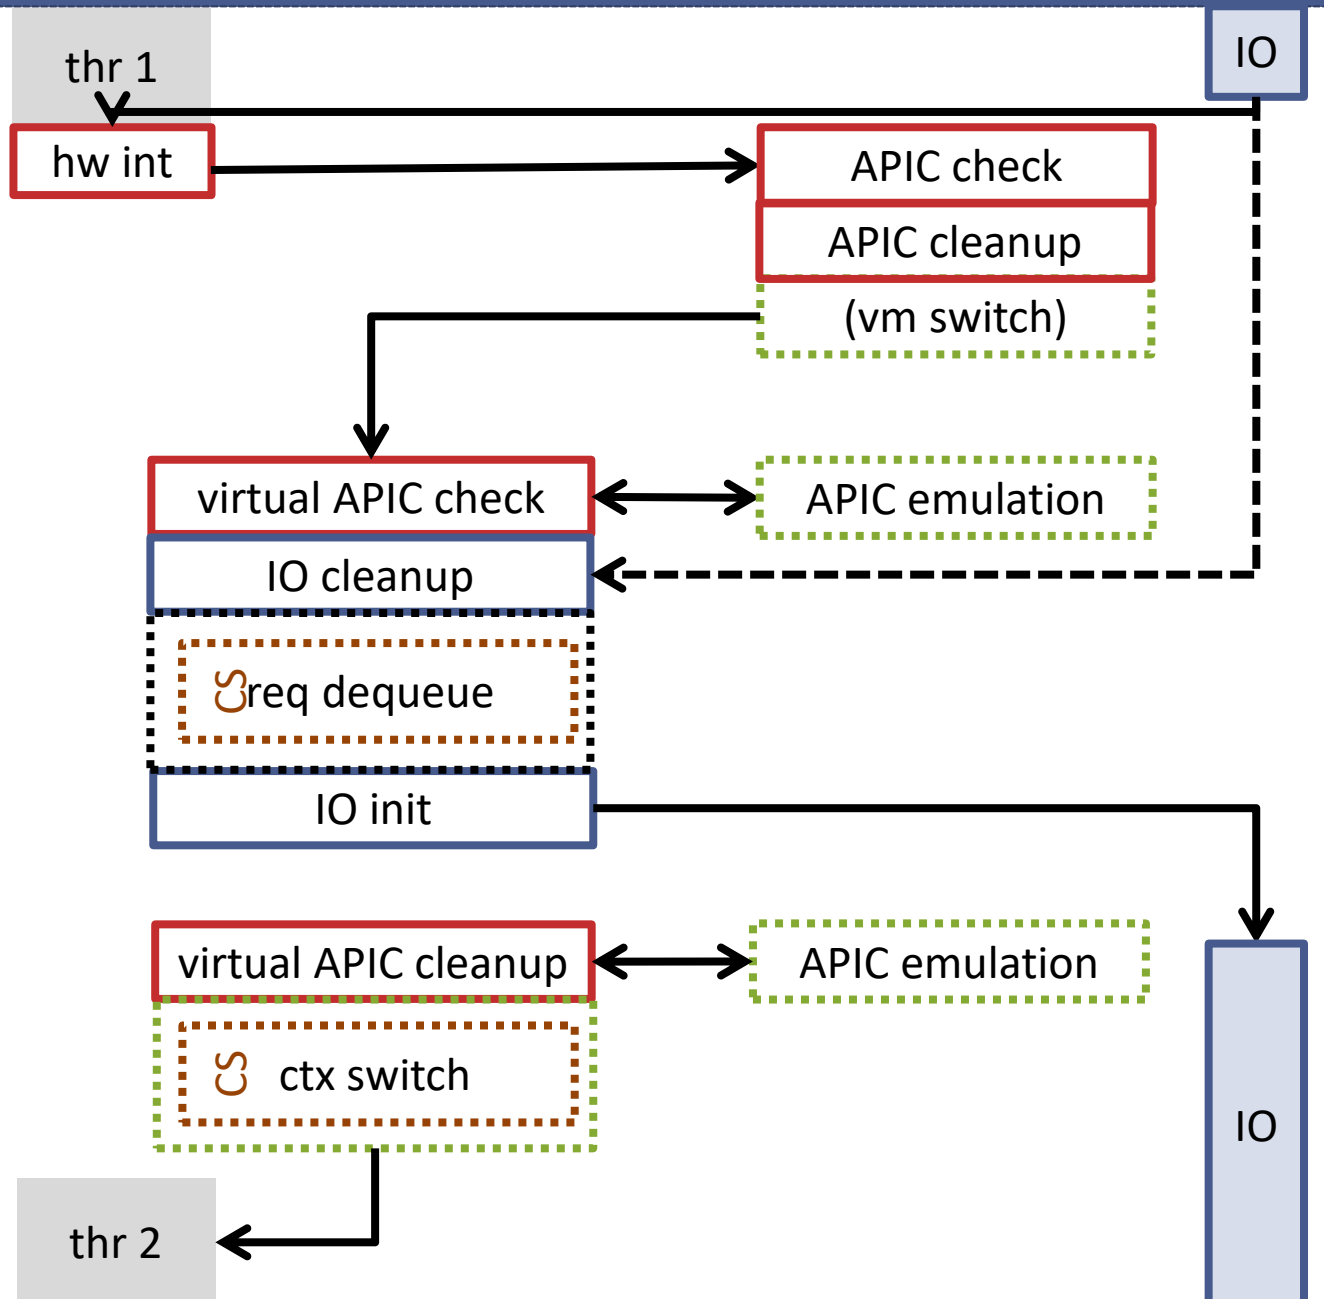 thr 1
IO
hw int
APIC check
APIC cleanup
(vm switch)
virtual APIC check
APIC emulation
IO cleanup
CS req dequeue
IO init
virtual APIC cleanup
APIC emulation
CS ctx switch
IO
thr 2